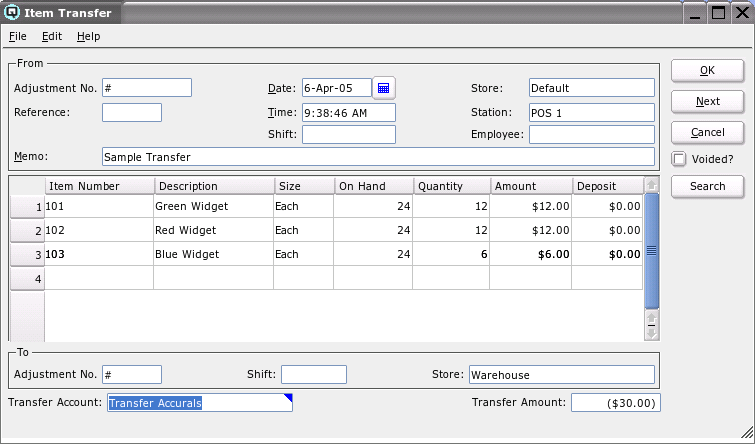 Item Transfer
File Edit Help
From
Adjustment No. # Date: 6-Apr-05 Store: Default OK
Reference: Time: 9:38:46 AM Station: POS 1 Next
Shift: Employee: Cancel
Memo: Sample Transfer Voided?
Item Number Description Size On Hand Quantity Amount Deposit Search
1 101 Green Widget Each 24 12 $12.00 $0.00
2 102 Red Widget Each 24 12 $12.00 $0.00
3 103 Blue Widget Each 24 6 $6.00 $0.00
4
To
Adjustment No. # Shift: Store: Warehouse
Transfer Account: Transfer Accurals Transfer Amount: ($30.00)